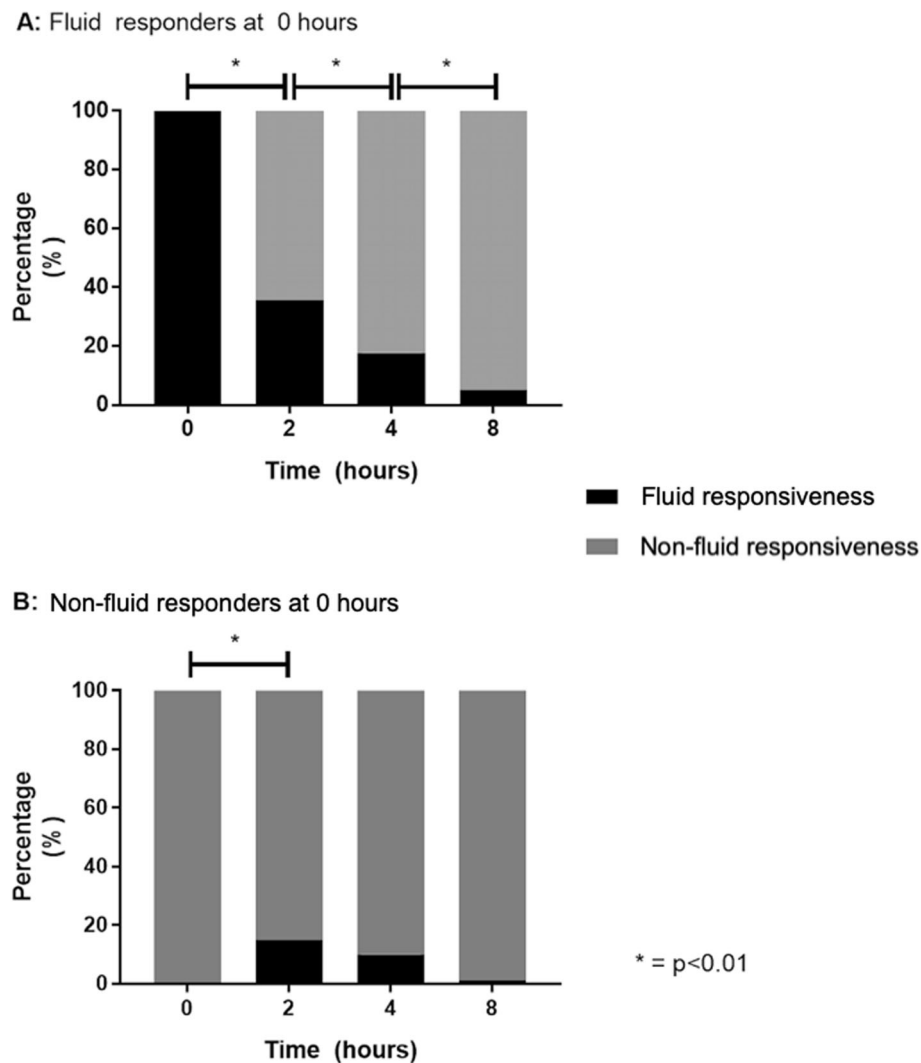 A: Fluid responders at 0 hours
* * *
100
80
60
40
20
0
Percentage
(%)
0 2 4 8
Time (hours)
Fluid responsiveness
Non-fluid responsiveness
B: Non-fluid responders at 0 hours
*
100
80
60
40
20
0
Percentage
(%)
0 2 4 8
Time (hours)
* = p<0.01